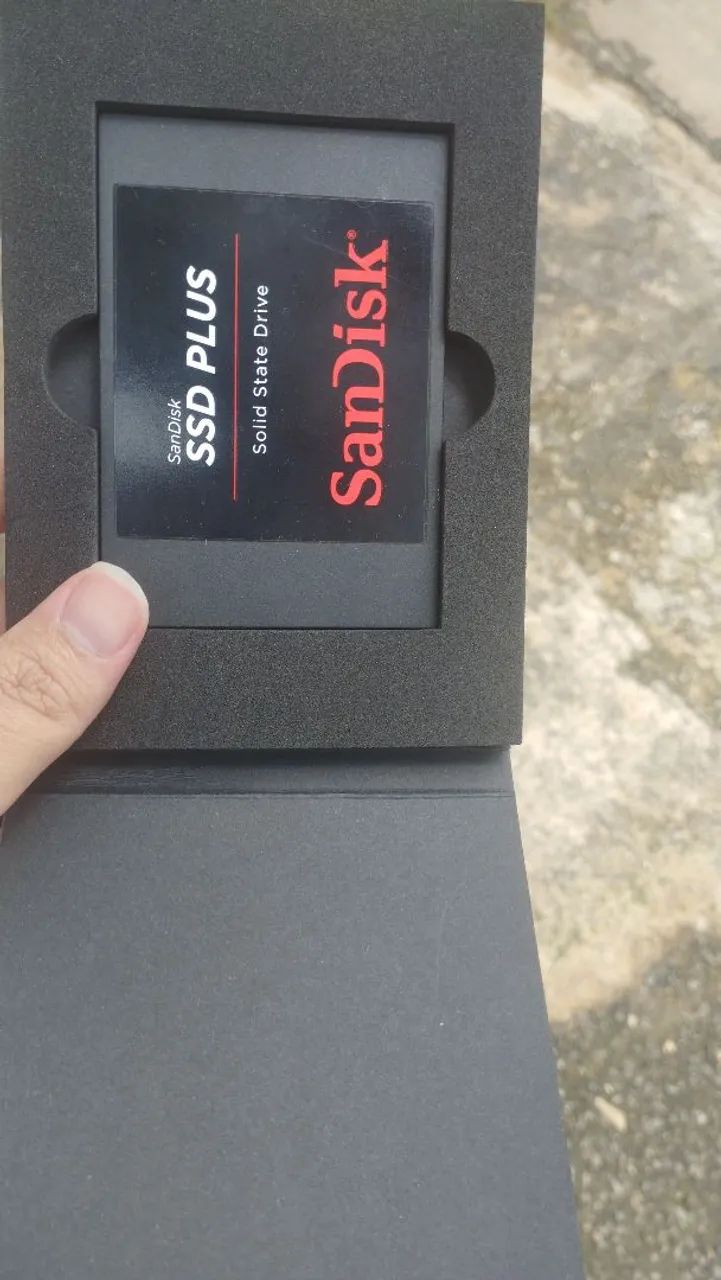 SanDisk
SSD PLUS
Solid State Drive
SanDisk®